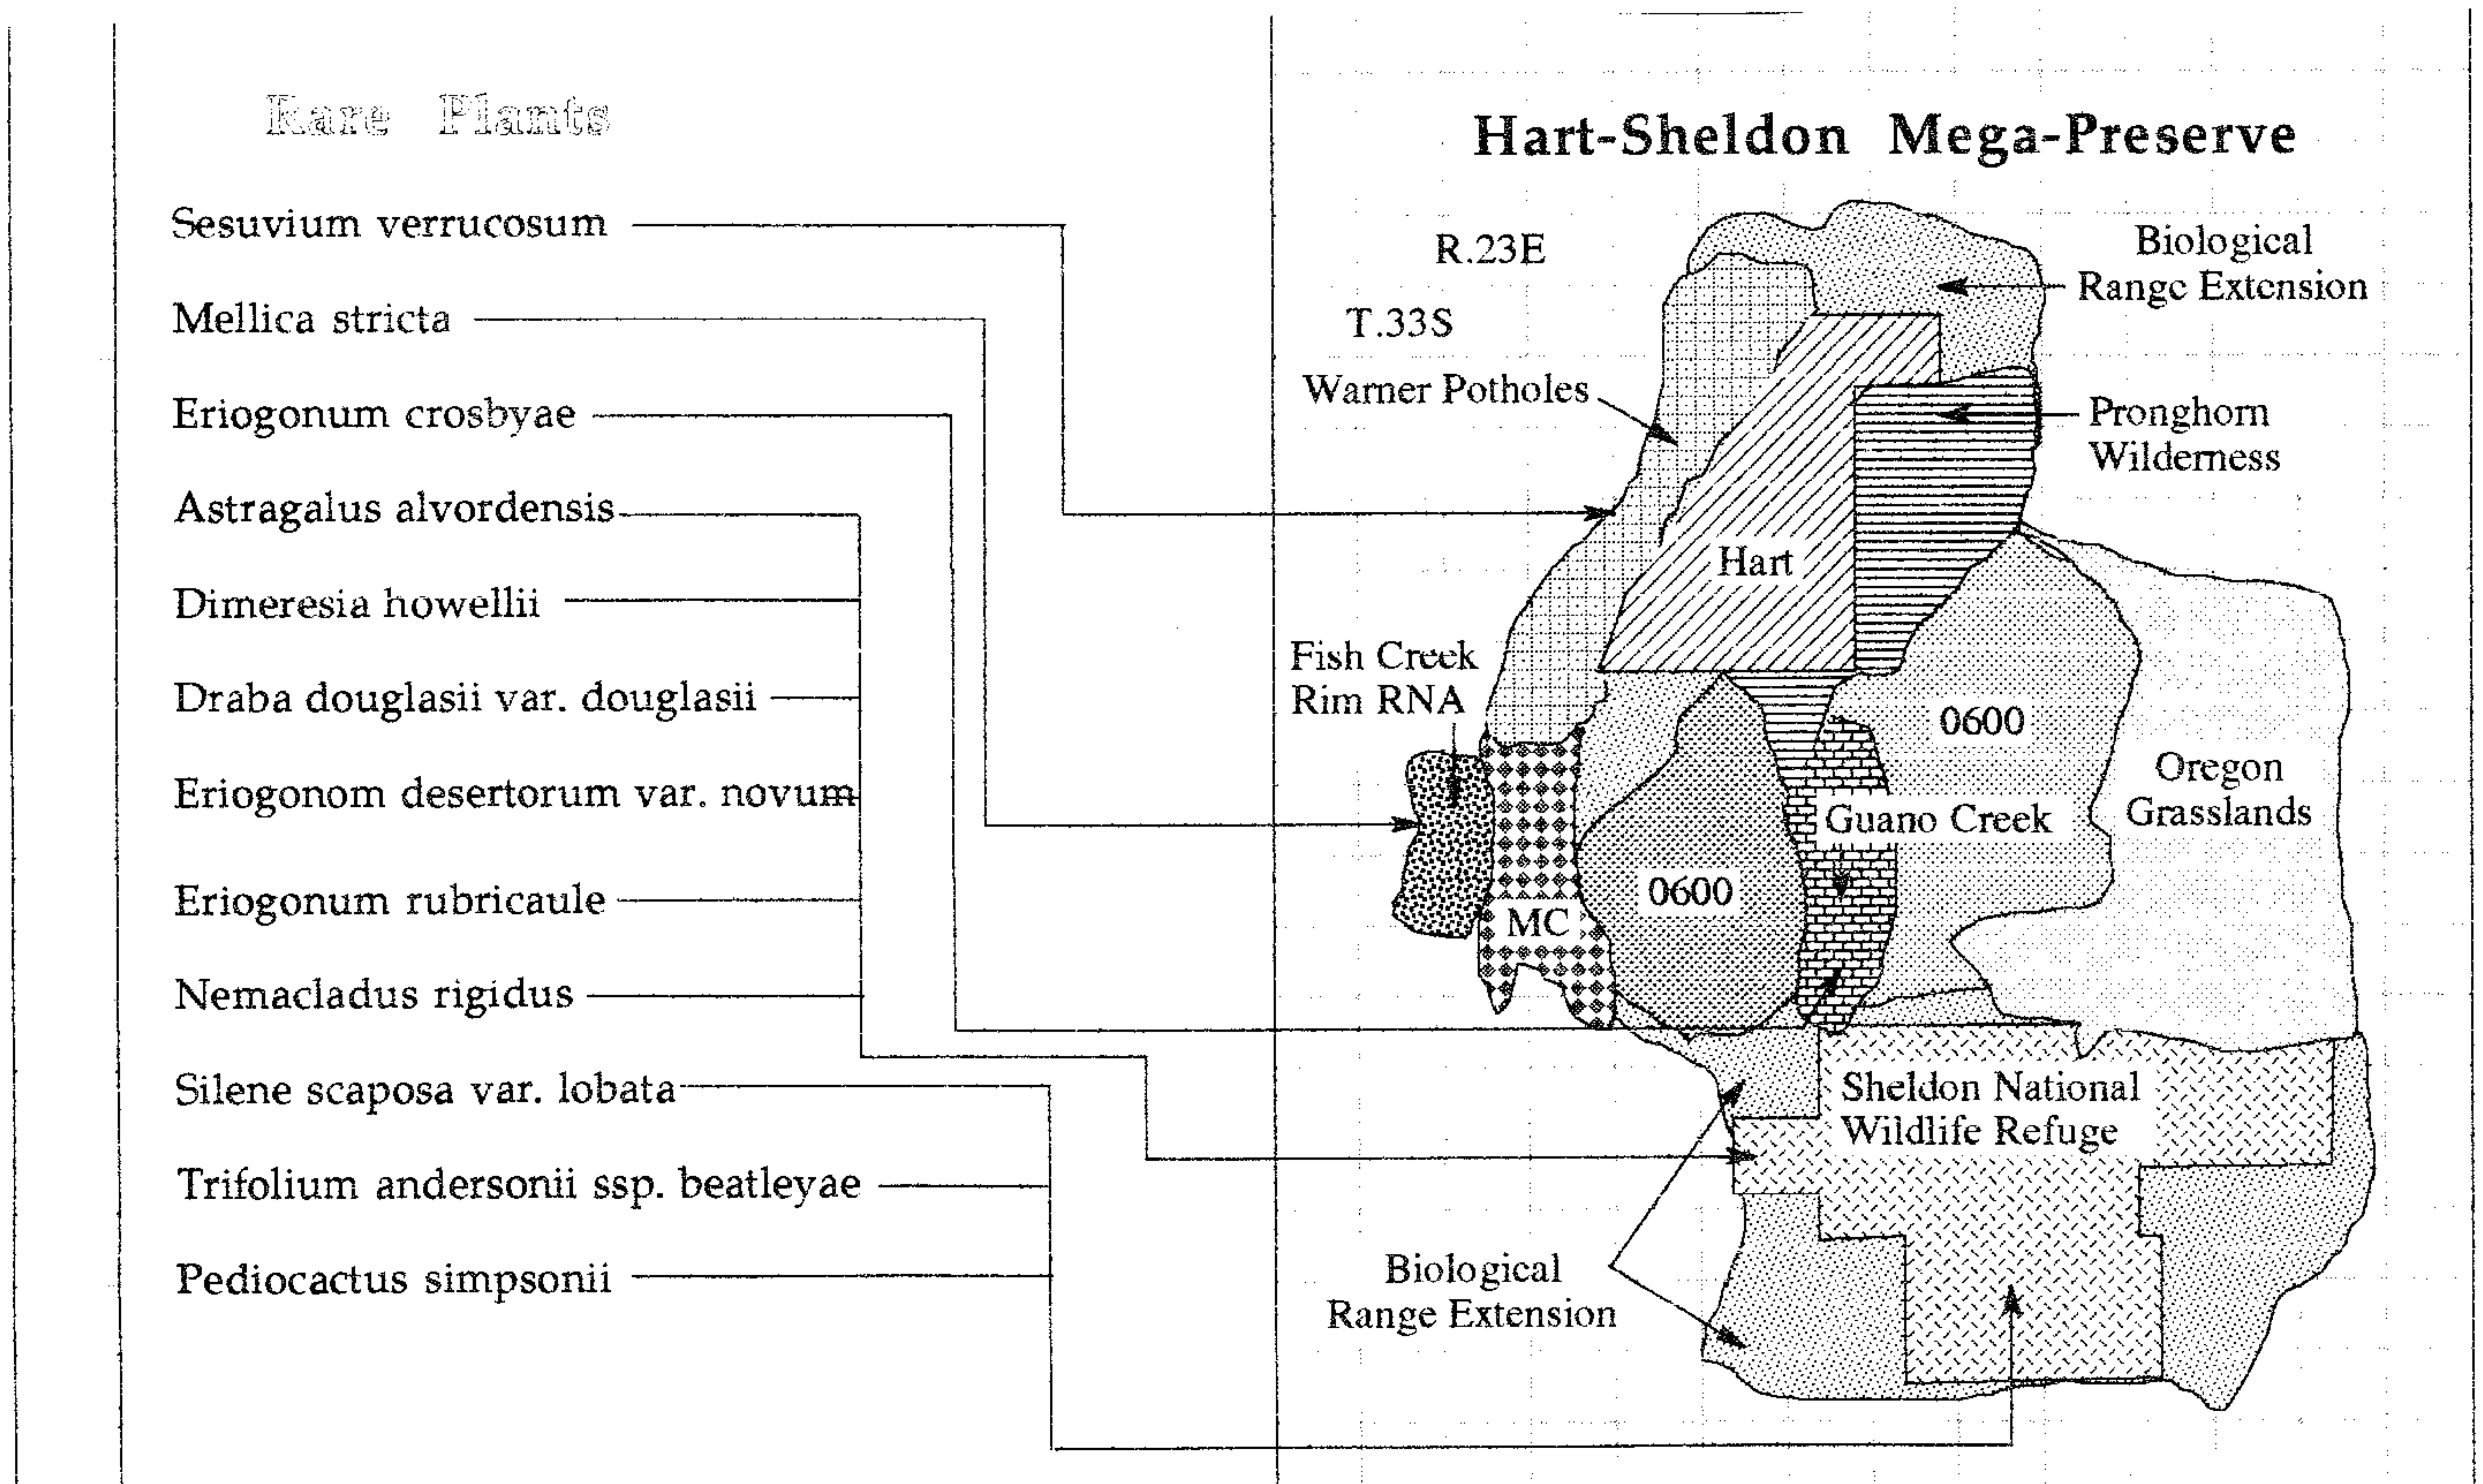 Rare Plants
Sesuvium verrucosum
Mellica stricta
Eriogonum crosbyae
Astragalus alvordensis
Dimeresia howellii
Draba douglasii var. douglasii
Eriogonom desertorum var. novum
Eriogonum rubricaule
Nemacladus rigidus
Silene scaposa var. lobata
Trifolium andersonii ssp. beatleyae
Pediocactus simpsonii
Hart-Sheldon Mega-Preserve
R.23E
T.33S
Warner Potholes
Biological
Range Extension
Pronghorn
Wilderness
Hart
Fish Creek
Rim RNA
0600
Oregon
Grasslands
Guano Creek
0600
MC
Sheldon National
Wildlife Refuge
Biological
Range Extension